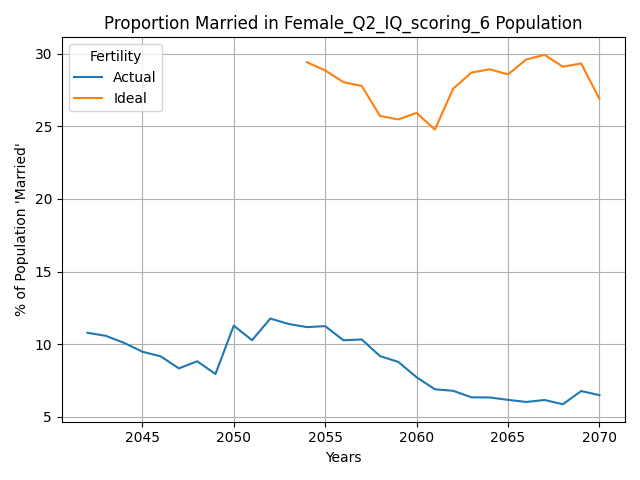 Proportion Married in Female_Q2_IQ_scoring_6 Population
Fertility
Actual
Ideal
% of Population 'Married'
30
25
20
15
10
5
2045 2050 2055 2060 2065 2070
Years